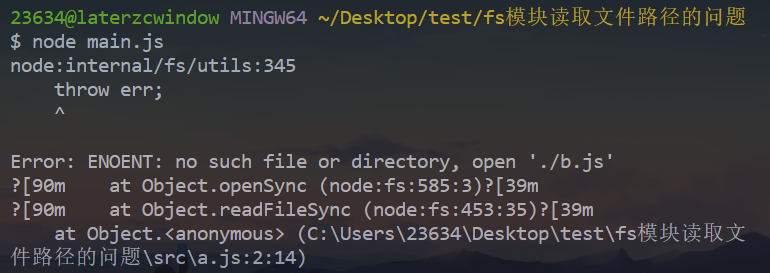 23634@laterzcwindow MINGW64 ~/Desktop/test/fs模块读取文件路径的问题
$ node main.js
node:internal/fs/utils:345
    throw err;
    ^
Error: ENOENT: no such file or directory, open './b.js'
?[90m    at Object.openSync (node:fs:585:3)?[39m
?[90m    at Object.readFileSync (node:fs:453:35)?[39m
    at Object.<anonymous> (C:\Users\23634\Desktop\test\fs模块读取文
件路径的问题\src\a.js:2:14)